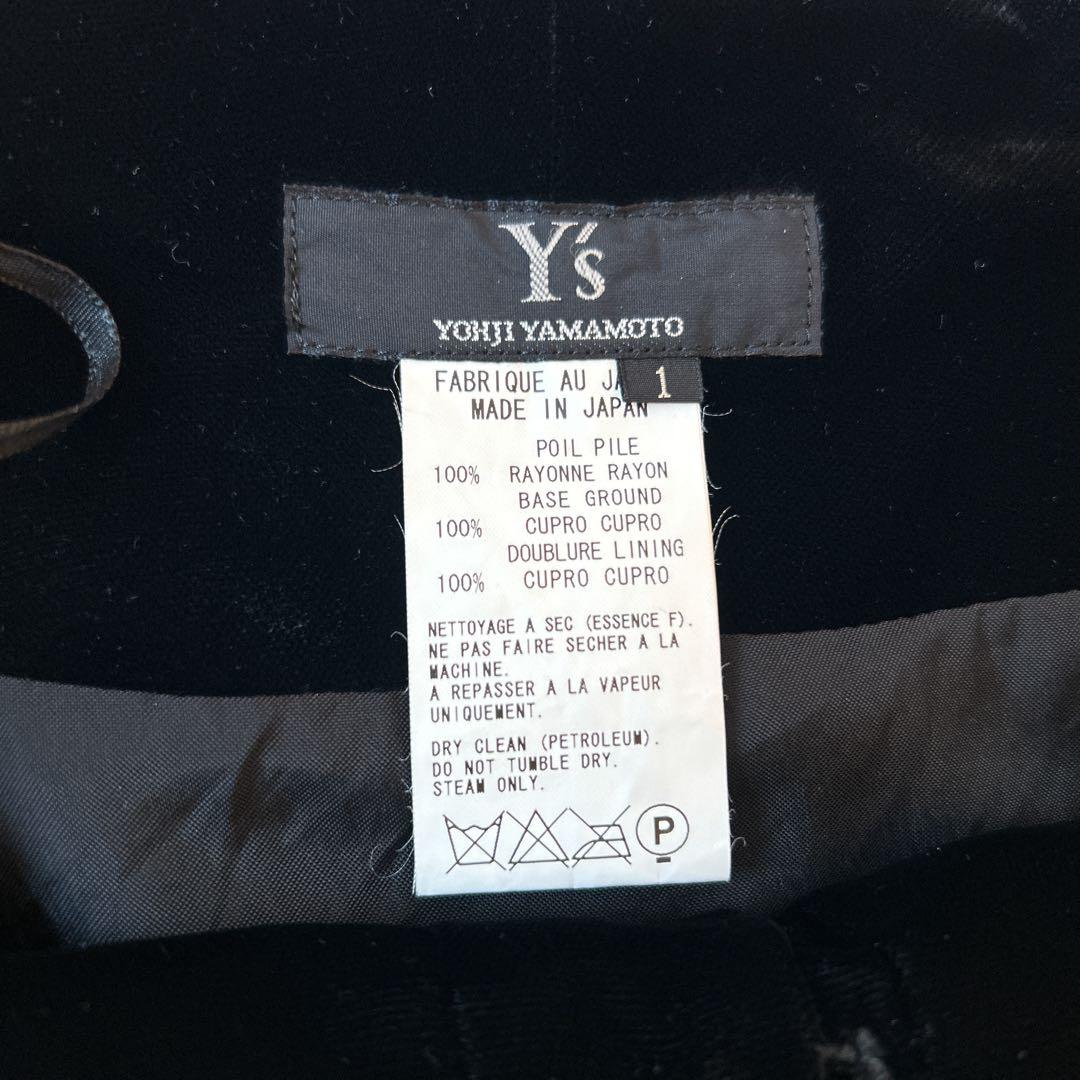 Y's
YOHJI YAMAMOTO
1
FABRIQUE AU
MADE IN JAPAN
POIL PILE
100% RAYONNE RAYON
BASE GROUND
100% CUPRO CUPRO
DOUBLURE LINING
100% CUPRO CUPRO
NETTOYAGE A SEC (ESSENCE F).
NE PAS FAIRE SECHER A LA
MACHINE.
A REPASSER A LA VAPEUR
UNIQUEMENT.
DRY CLEAN (PETROLEUM).
DO NOT TUMBLE DRY.
STEAM ONLY.
P